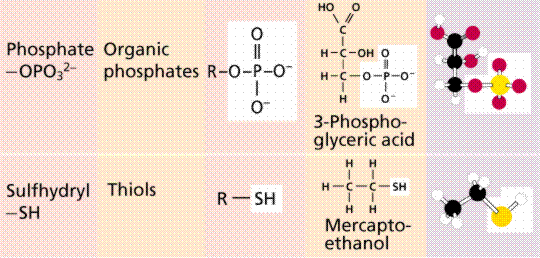 Phosphate
–OPO₃²⁻
Organic
phosphates
O
||
R–O–P–O⁻
|
O⁻
HO O
C
H–C–OH O
H–C–O–P–O⁻
H O⁻
3-Phospho-
glyceric acid
Sulfhydryl
–SH
Thiols
R — SH
H H
H–C–C–SH
H H
Mercapto-
ethanol